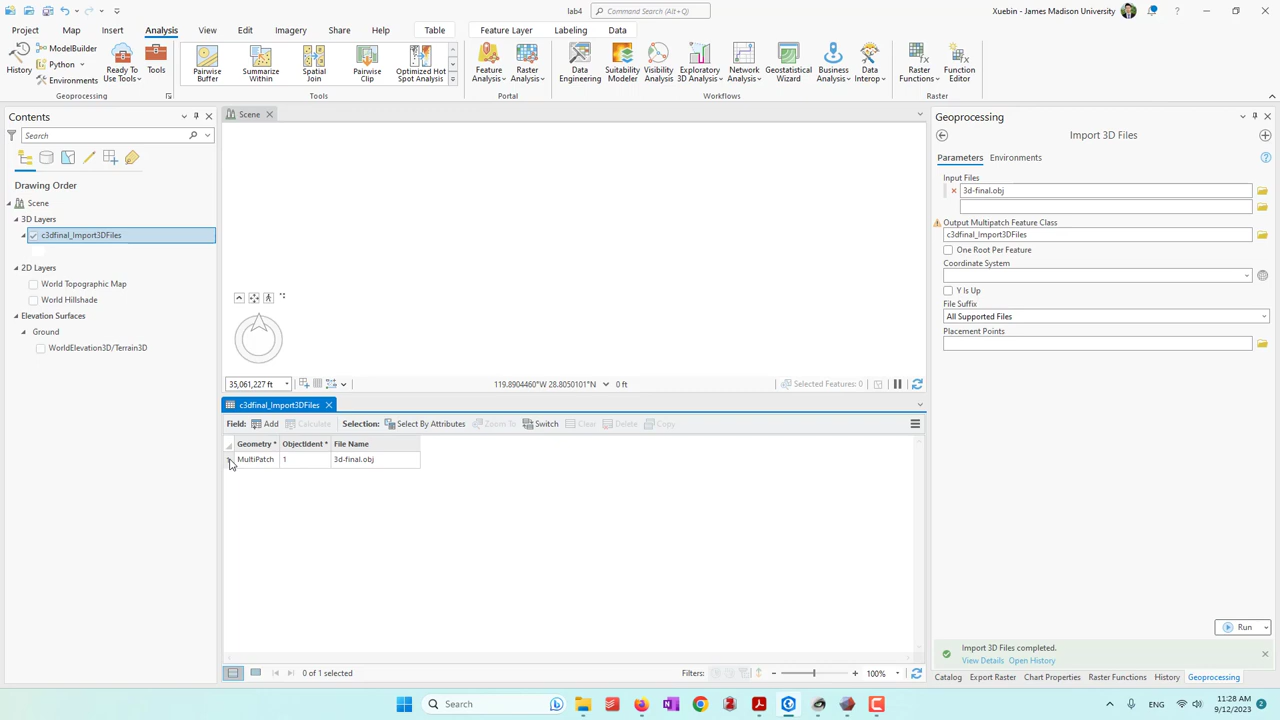 lab4
Command Search (Alt+Q)
Xuebin - James Madison University
?
Project Map Insert Analysis View Edit Imagery Share Help Table Feature Layer Labeling Data
History
ModelBuilder
Python
Environments
Ready To Use Tools
Tools
Pairwise Buffer
Summarize Within
Spatial Join
Pairwise Clip
Optimized Hot Spot Analysis
Feature Analysis
Raster Analysis
Data Engineering
Suitability Modeler
Visibility Analysis
Exploratory 3D Analysis
Network Analysis
Geostatistical Wizard
Business Analysis
Data Interop
Raster Functions
Function Editor
Geoprocessing Tools Portal Workflows Raster
Contents
Search
Drawing Order
Scene
3D Layers
c3dfinal_Import3DFiles
2D Layers
World Topographic Map
World Hillshade
Elevation Surfaces
Ground
WorldElevation3D/Terrain3D
Scene
35,061,227 ft
119.8904460°W 28.8050101°N
0 ft
Selected Features: 0
c3dfinal_Import3DFiles
Field: Add Calculate Selection: Select By Attributes Zoom To Switch Clear Delete Copy
Geometry * ObjectIdent * File Name
MultiPatch 1 3d-final.obj
0 of 1 selected
Filters:
100%
Geoprocessing
Import 3D Files
Parameters Environments
Input Files
3d-final.obj
Output Multipatch Feature Class
c3dfinal_Import3DFiles
One Root Per Feature
Coordinate System
Y Is Up
File Suffix
All Supported Files
Placement Points
Run
Import 3D Files completed.
View Details Open History
Catalog Export Raster Chart Properties Raster Functions History Geoprocessing
Search
ENG
11:28 AM
9/12/2023
2